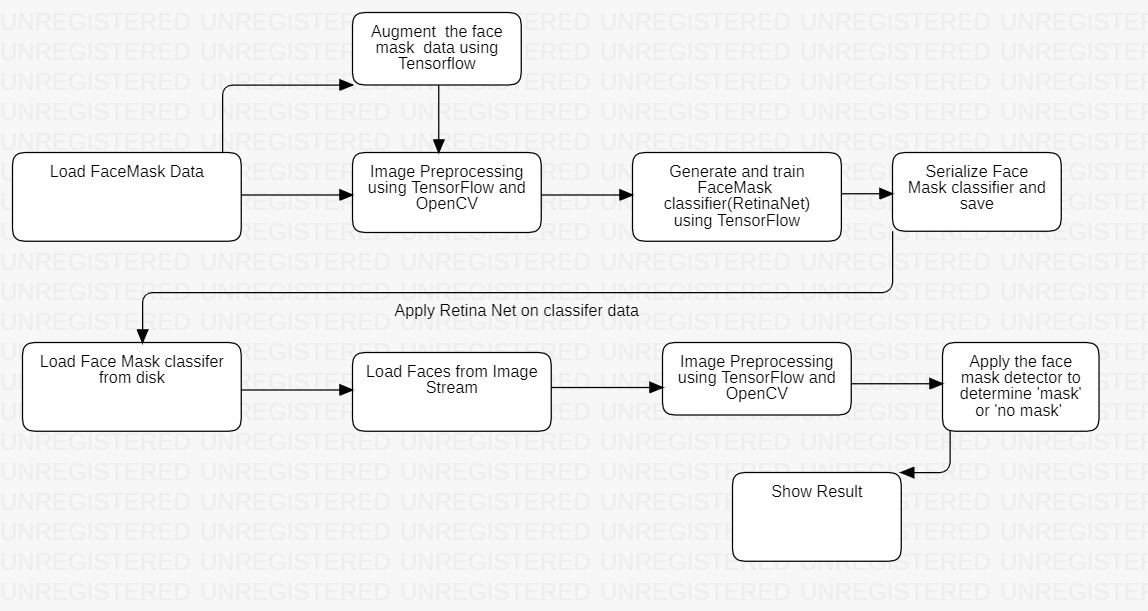 Augment the face
mask data using
Tensorflow
Load FaceMask Data
Image Preprocessing
using TensorFlow and
OpenCV
Generate and train
FaceMask
classifier(RetinaNet)
using TensorFlow
Serialize Face
Mask classifier and
save
Apply Retina Net on classifer data
Load Face Mask classifer
from disk
Load Faces from Image
Stream
Image Preprocessing
using TensorFlow and
OpenCV
Apply the face
mask detector to
determine 'mask'
or 'no mask'
Show Result
UNREGISTERED